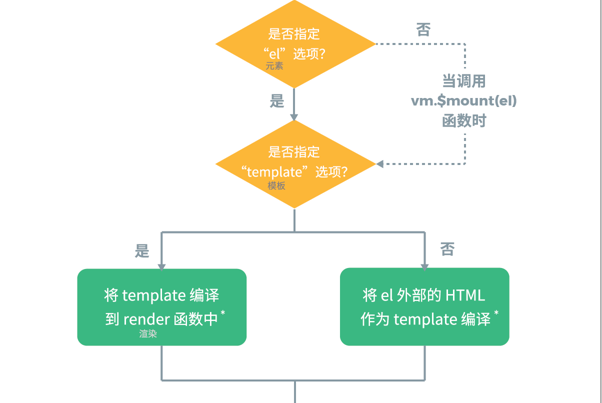 是否指定
“el”选项？
元素
否
当调用
vm.$mount(el)
函数时
是
是否指定
“template”选项？
模板
是
否
将 template 编译
到 render 函数中*
渲染
将 el 外部的 HTML
作为 template 编译*